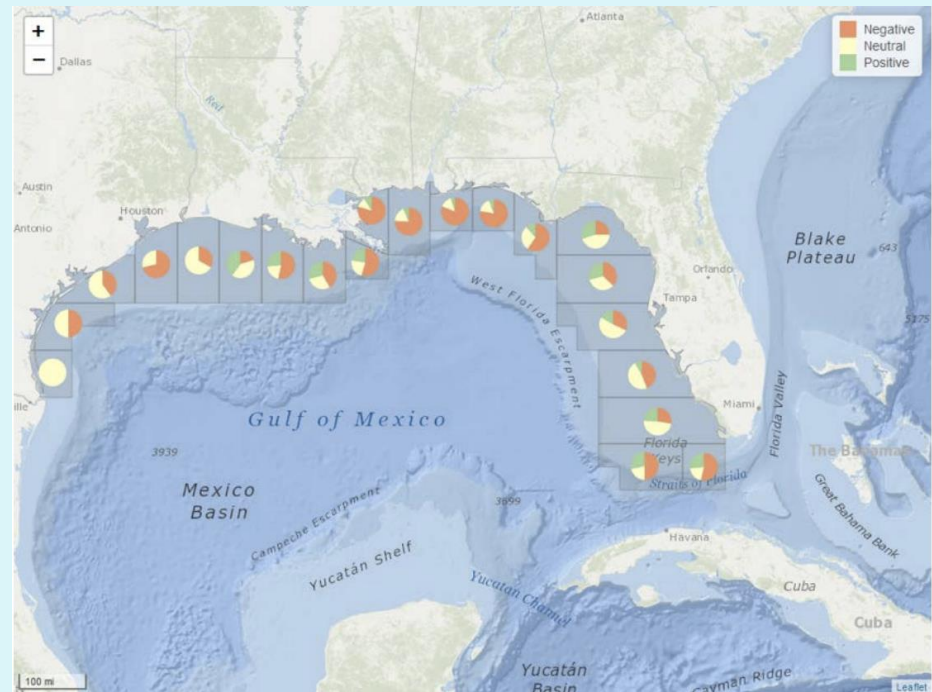 +
−
Atlanta
Negative
Neutral
Positive
Dallas
Red
Austin
Houston
Antonio
Blake
Plateau
643
Orlando
West Florida Escarpment
Tampa
5175
ille
Gulf of Mexico
Miami
Florida Valley
Florida
Keys
The Bahamas
3939
Straits of Florida
Mexico
Basin
Great Bahama Bank
3699
Campeche Escarpment
Havana
Yucatán Shelf
Yucatan Channel
Cuba
Cuba
Yucatán
Basin
Cayman Ridge
100 mi
Leaflet